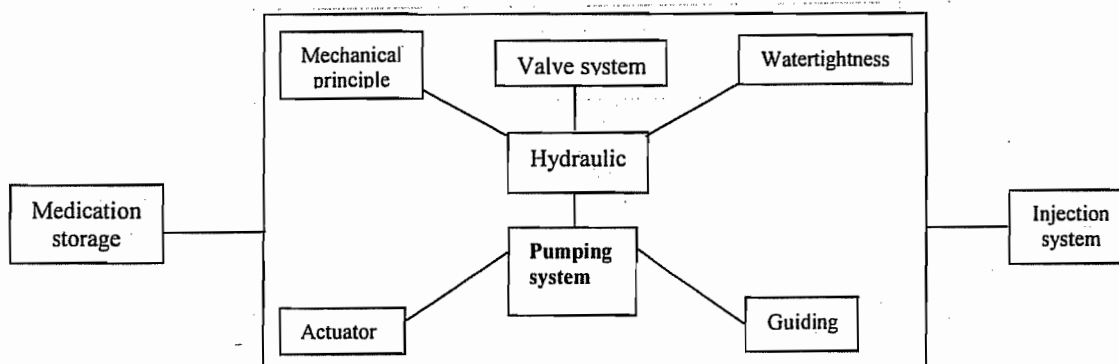 Mechanical
principle
Valve system
Watertightness
Hydraulic
Medication
storage
Pumping
system
Injection
system
Actuator
Guiding